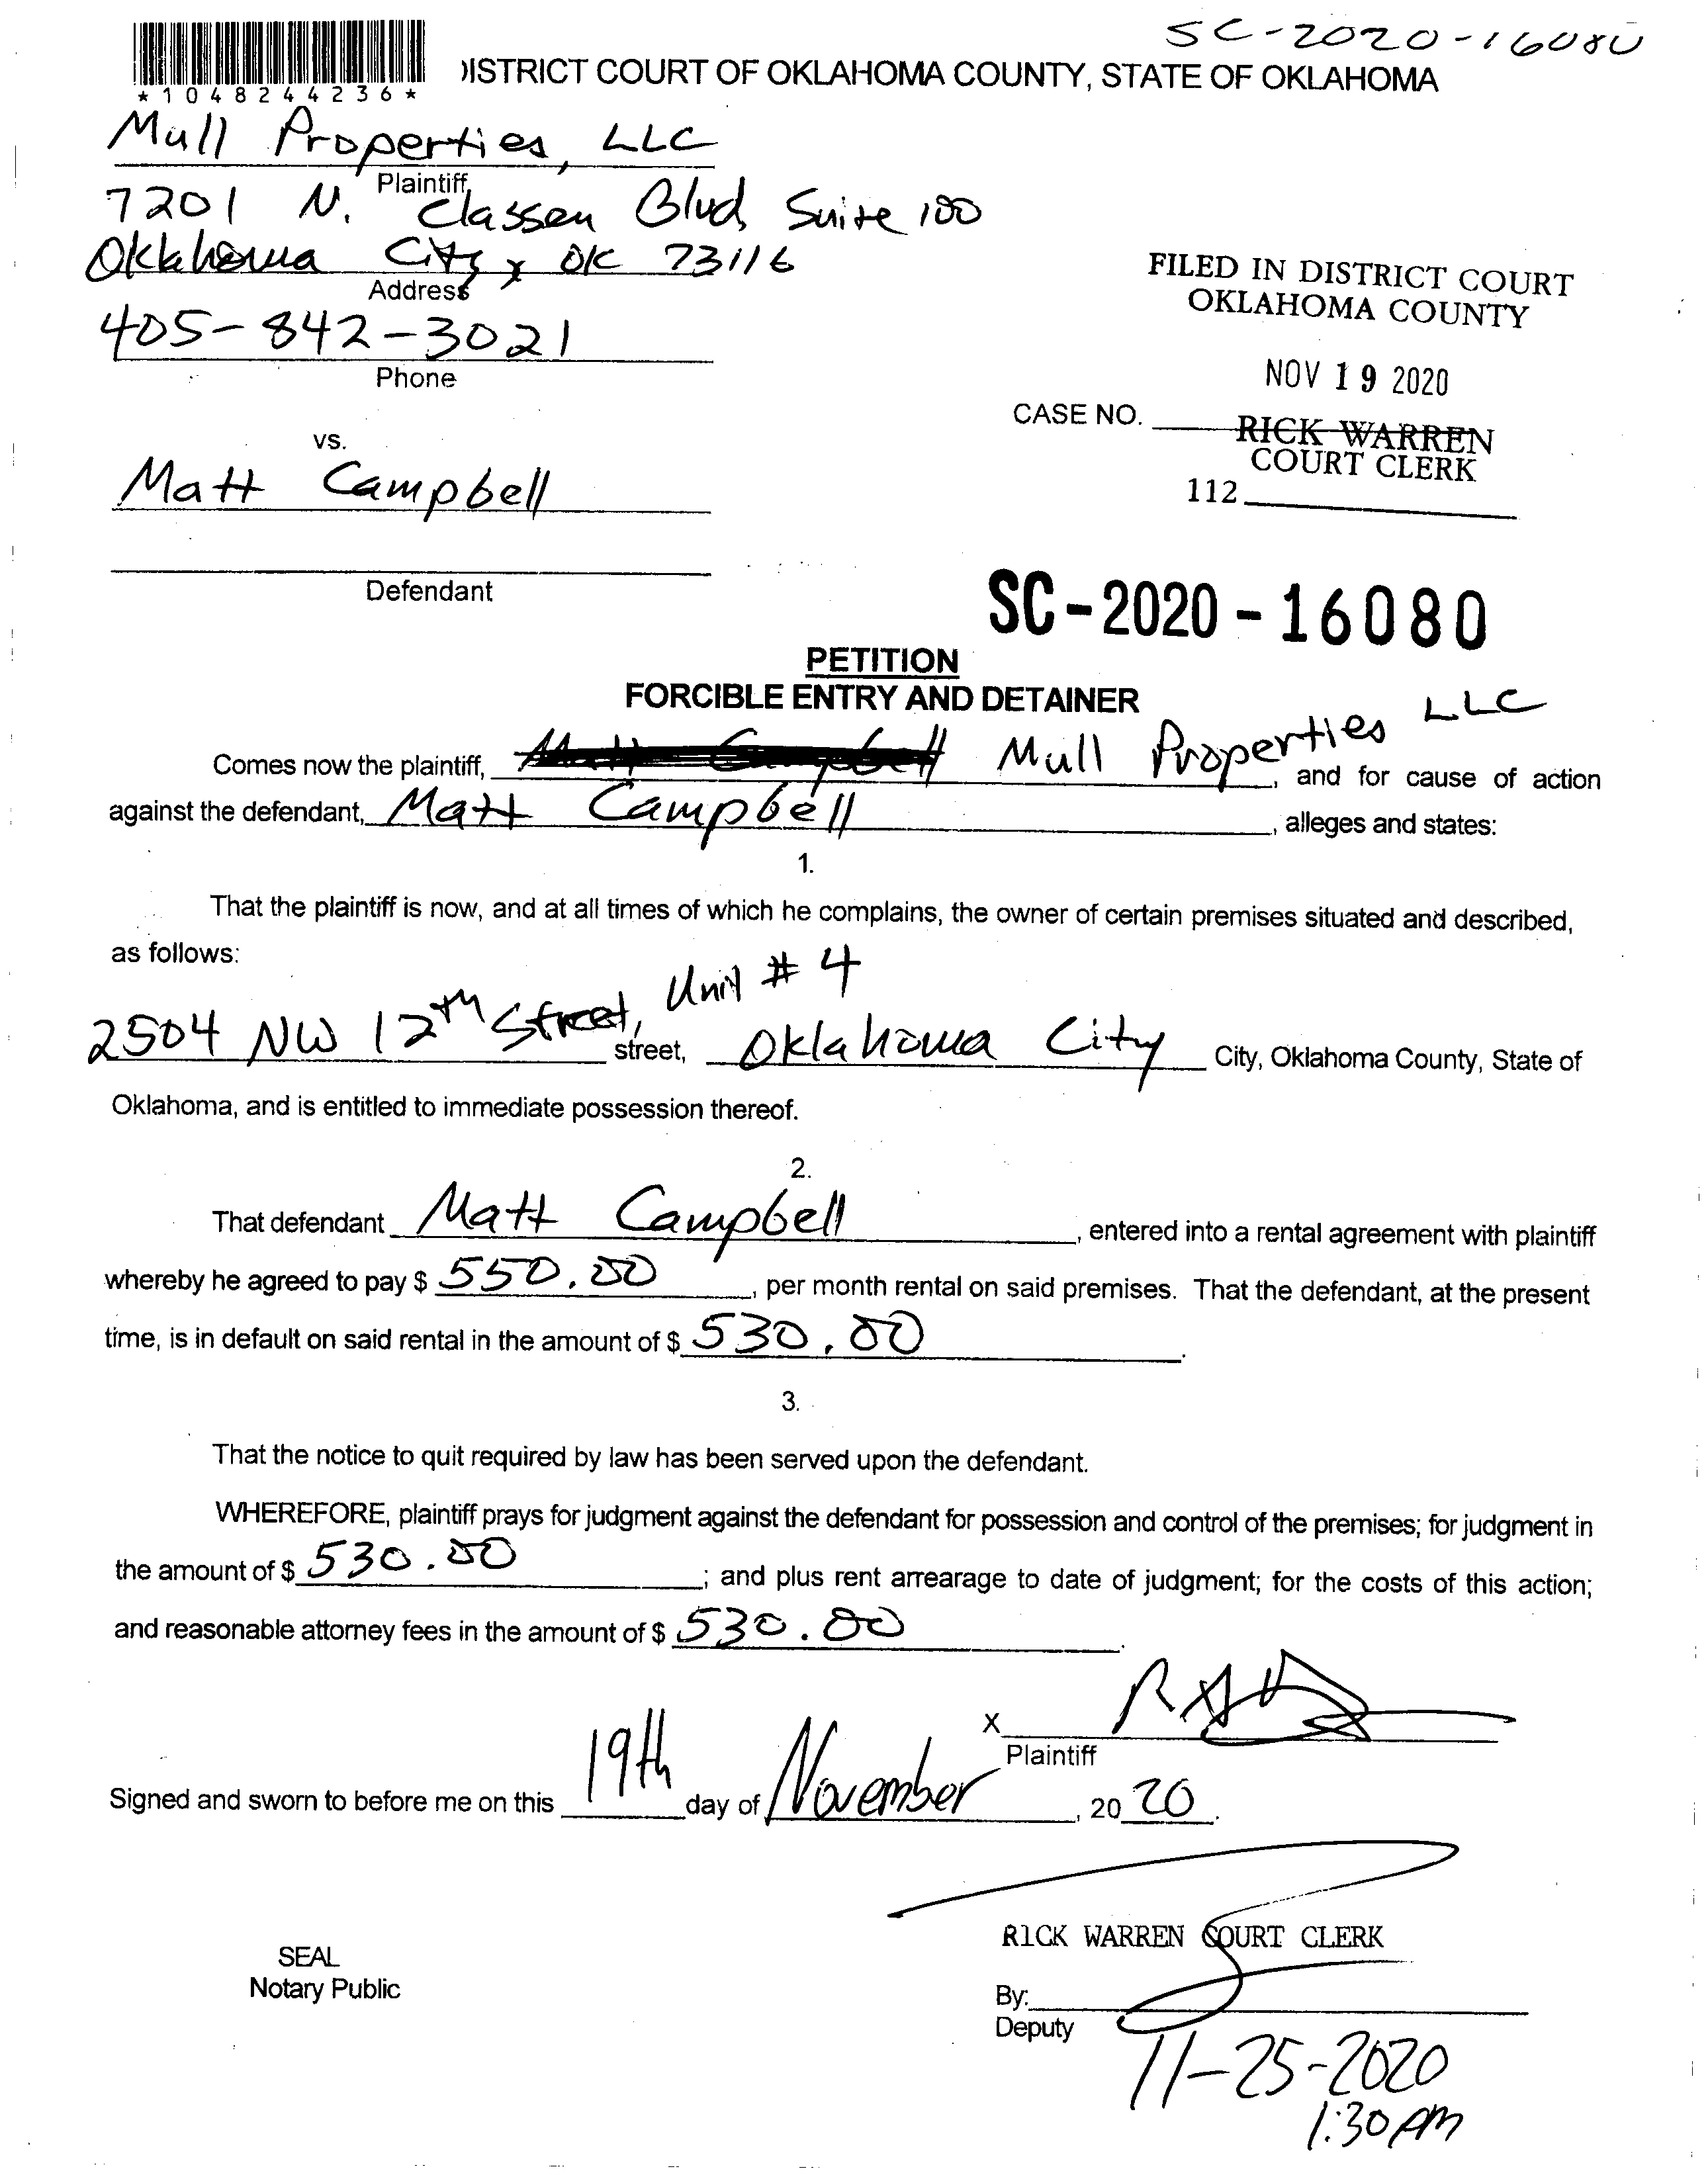 SC-2020-16080
*1048244236*
DISTRICT COURT OF OKLAHOMA COUNTY, STATE OF OKLAHOMA
Mull Properties, LLC
Plaintiff
7201 N. Classen Blvd, Suite 100
Oklahoma City, OK 73116
Address
405-842-3021
Phone
FILED IN DISTRICT COURT
OKLAHOMA COUNTY
NOV 19 2020
CASE NO.
RICK WARREN
COURT CLERK
112
vs.
Matt Campbell
Defendant
SC-2020-16080
PETITION
FORCIBLE ENTRY AND DETAINER
Comes now the plaintiff, Matt Campbell Mull Properties LLC, and for cause of action
against the defendant, Matt Campbell, alleges and states:
1.
That the plaintiff is now, and at all times of which he complains, the owner of certain premises situated and described,
as follows:
2504 NW 12th Street, Unit #4 street, Oklahoma City City, Oklahoma County, State of
Oklahoma, and is entitled to immediate possession thereof.
2.
That defendant Matt Campbell, entered into a rental agreement with plaintiff
whereby he agreed to pay $ 550.00, per month rental on said premises. That the defendant, at the present
time, is in default on said rental in the amount of $ 530.00.
3.
That the notice to quit required by law has been served upon the defendant.
WHEREFORE, plaintiff prays for judgment against the defendant for possession and control of the premises; for judgment in
the amount of $ 530.00; and plus rent arrearage to date of judgment; for the costs of this action;
and reasonable attorney fees in the amount of $ 530.00.
X
Plaintiff
Signed and sworn to before me on this 19th day of November, 20 20.
RICK WARREN COURT CLERK
SEAL
Notary Public
By:
Deputy
11-25-2020
1:30 PM